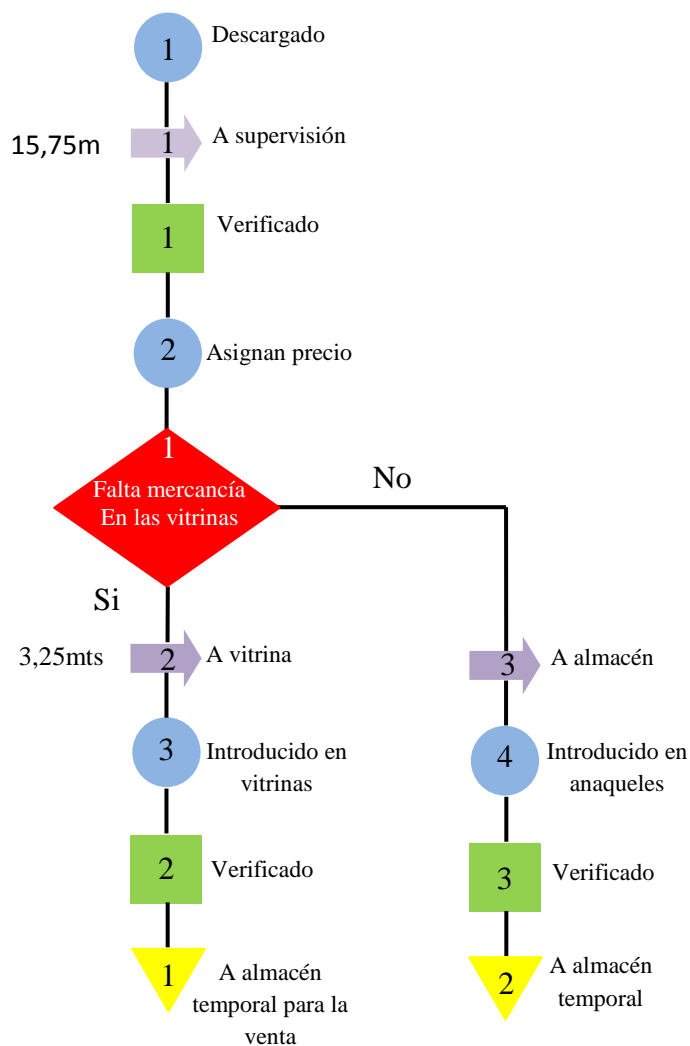 1
Descargado
15,75m
1
A supervisión
1
Verificado
2
Asignan precio
1
Falta mercancía
En las vitrinas
No
Si
3,25mts
2
A vitrina
3
Introducido en
vitrinas
2
Verificado
1
A almacén
temporal para la
venta
3
A almacén
4
Introducido en
anaqueles
3
Verificado
2
A almacén
temporal